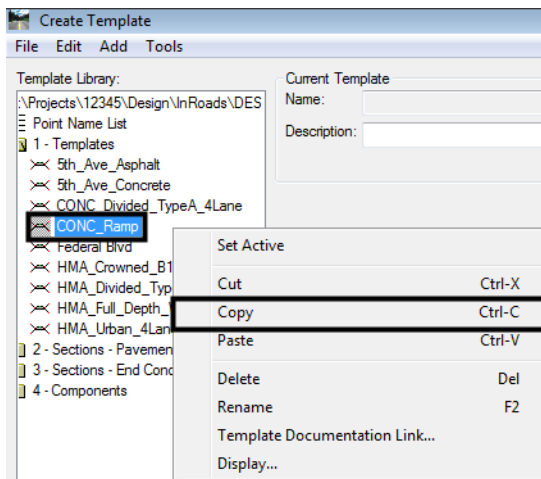 Create Template
File Edit Add Tools
Template Library:
Current Template
:\Projects\12345\Design\InRoads\DES
Name:
Point Name List
Description:
1 - Templates
5th_Ave_Asphalt
5th_Ave_Concrete
CONC_Divided_TypeA_4Lane
CONC_Ramp
Federal Blvd
HMA_Crowned_B1
HMA_Divided_Typ
HMA_Full_Depth_
HMA_Urban_4Lan
2 - Sections - Pavemen
3 - Sections - End Cond
4 - Components
Set Active
Cut Ctrl-X
Copy Ctrl-C
Paste Ctrl-V
Delete Del
Rename F2
Template Documentation Link...
Display...